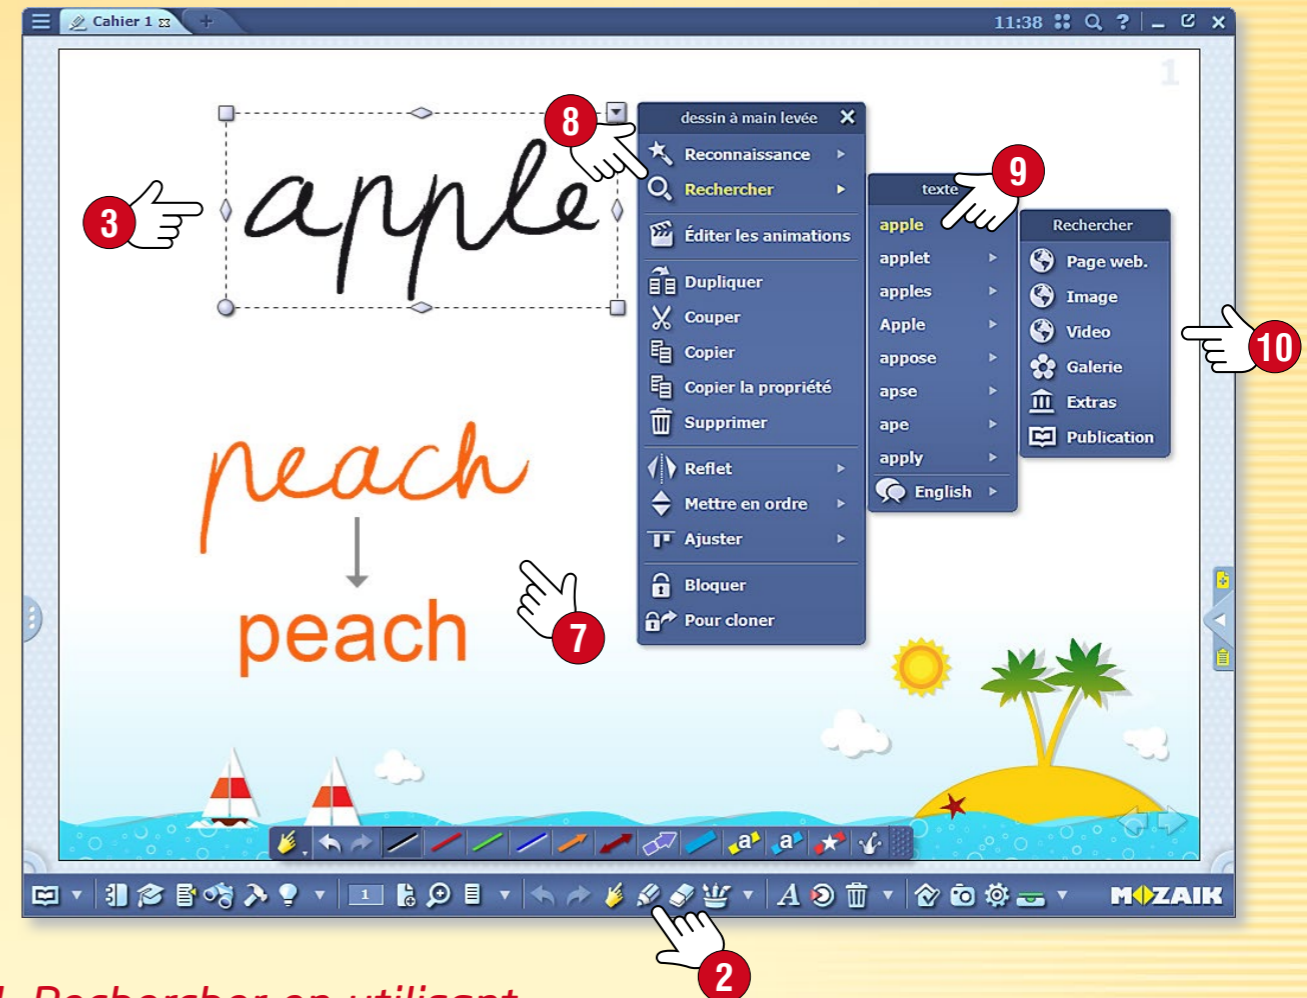 Cahier 1
11:38 ?
1
8
dessin à main levée
apple
Reconnaissance
Rechercher
9
texte
3
Éditer les animations
apple
Rechercher
applet
Page web.
Dupliquer
apples
Image
Couper
Apple
Video
10
Copier
appose
Galerie
Copier la propriété
apse
Extras
Supprimer
ape
Publication
peach
Reflet
apply
Mettre en ordre
English
Ajuster
Bloquer
peach
7
Pour cloner
a a
1 A MOZAIK
2
Rechercher en utilisant